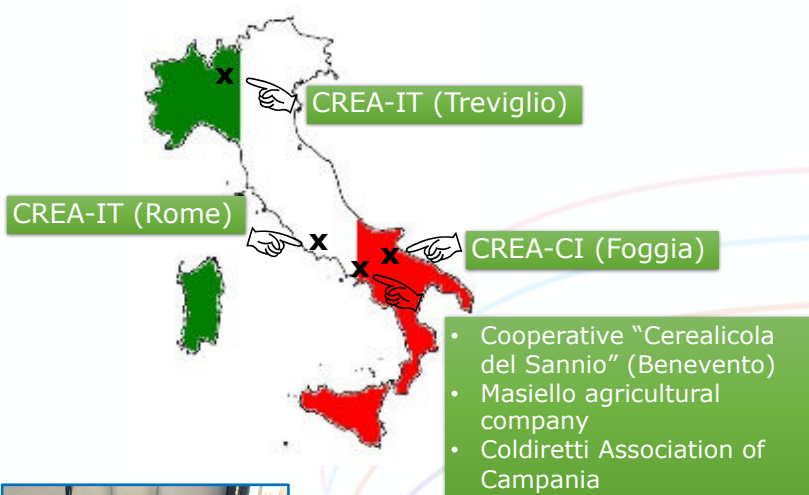 x
CREA-IT (Treviglio)
CREA-IT (Rome)
x
x
CREA-CI (Foggia)
x
• Cooperative “Cerealicola
del Sannio” (Benevento)
• Masiello agricultural
company
• Coldiretti Association of
Campania